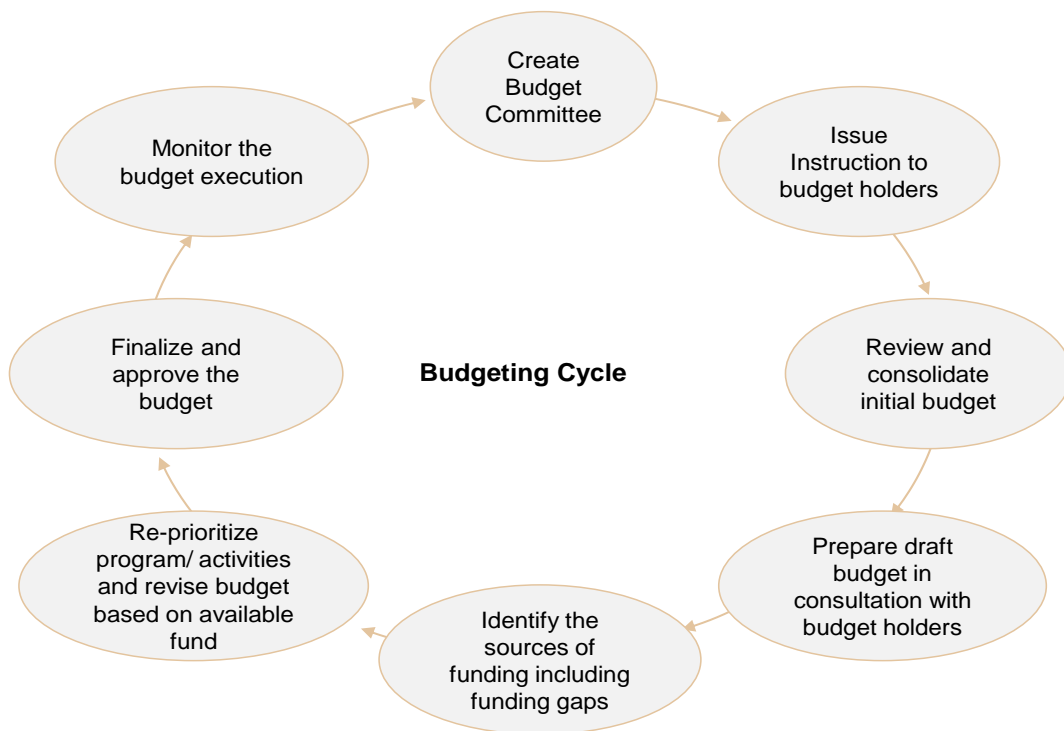 Create
Budget
Committee
Issue
Instruction to
budget holders
Review and
consolidate
initial budget
Prepare draft
budget in
consultation with
budget holders
Identify the
sources of
funding including
funding gaps
Re-prioritize
program/ activities
and revise budget
based on available
fund
Finalize and
approve the
budget
Monitor the
budget execution
Budgeting Cycle